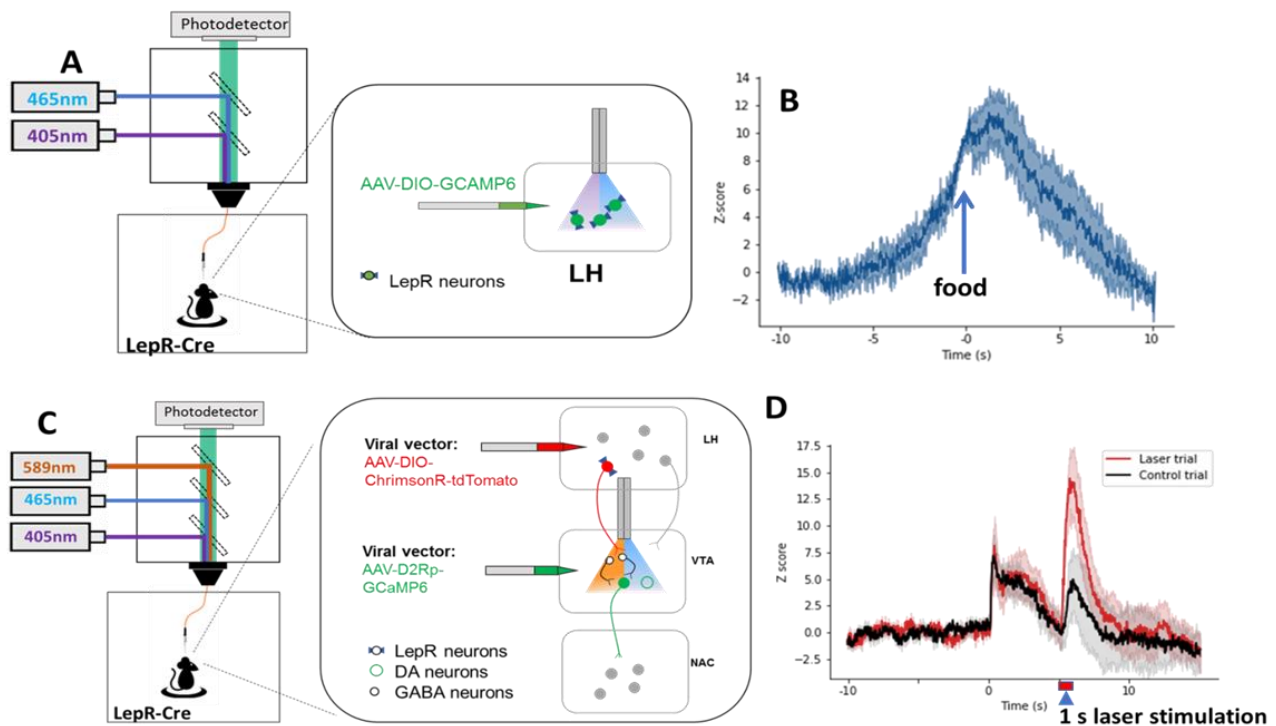 A
Photodetector
465nm
405nm
LepR-Cre
AAV-DIO-GCAMP6
LepR neurons
LH
B
14
12
10
8
6
4
2
0
−2
Z-score
food
-10
-5
-0
5
10
Time (s)
C
Photodetector
589nm
465nm
405nm
LepR-Cre
Viral vector:
AAV-DIO-
ChrimsonR-tdTomato
Viral vector:
AAV-D2Rp-
GCaMP6
LepR neurons
DA neurons
GABA neurons
LH
VTA
NAC
D
17.5
15.0
12.5
10.0
7.5
5.0
2.5
0.0
−2.5
Z score
Laser trial
Control trial
-10
0
10
Time (s)
1 s laser stimulation